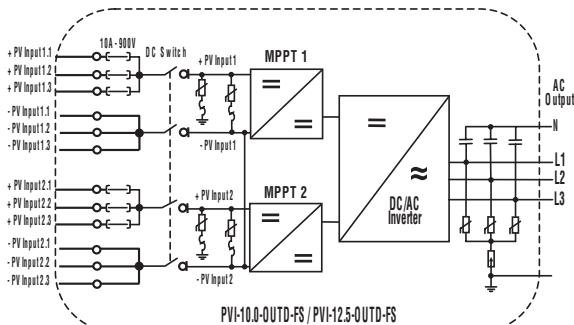 10A - 900V
DC Switch
+ PV Input1.1
+ PV Input1.2
+ PV Input1.3
- PV Input1.1
- PV Input1.2
- PV Input1.3
+ PV Input1
- PV Input1
MPPT 1
+ PV Input2.1
+ PV Input2.2
+ PV Input2.3
- PV Input2.1
- PV Input2.2
- PV Input2.3
+ PV Input2
- PV Input2
MPPT 2
DC/AC
Inverter
AC
Output
N
L1
L2
L3
PVI-10.0-OUTD-FS / PVI-12.5-OUTD-FS